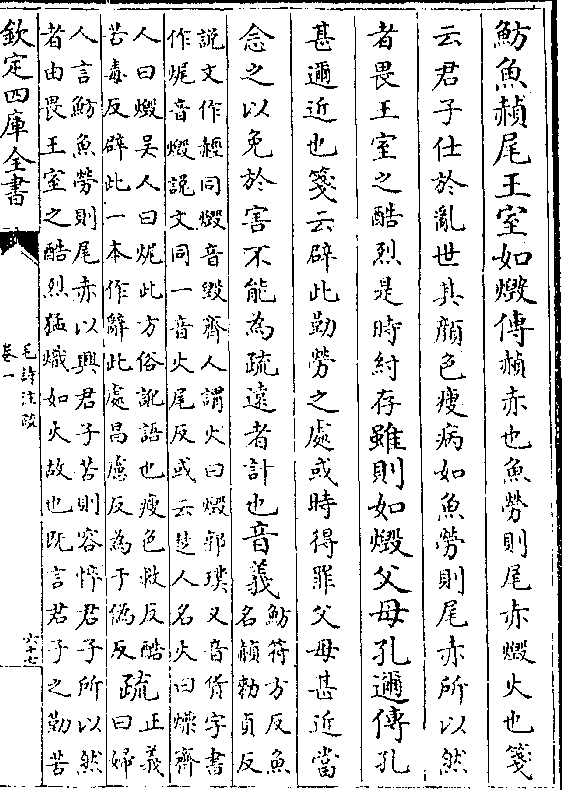 魴魚赬尾王室如燬傳赬赤也魚勞則尾赤燬火也箋
云君子仕於亂世其顔色瘦病如魚勞則尾赤所以然
者畏王室之酷烈是時紂存雖則如燬父母孔邇傳孔
甚邇近也箋云辟此勤勞之處或時得罪父母甚近當
念之以免於害不能為疏遠者計也音義魴符方反魚
名赬勅貞反
説文作䞓同燬音毀齊人謂火曰燬郭璞又音貨字書
作㷄音燬説文同一音火尾反或云楚人名火曰燥齊
人曰燬吴人曰㷄此方俗訛語也瘦色救反酷
苦毒反辟此一本作辭此處昌慮反為于偽反疏正義
曰婦
人言魴魚勞則尾赤以興君子苦則容悴君子所以然
者由畏王室之酷烈猛熾如火故也既言君子之勤苦
欽定四庫全書
毛詩注疏
卷一
六十七